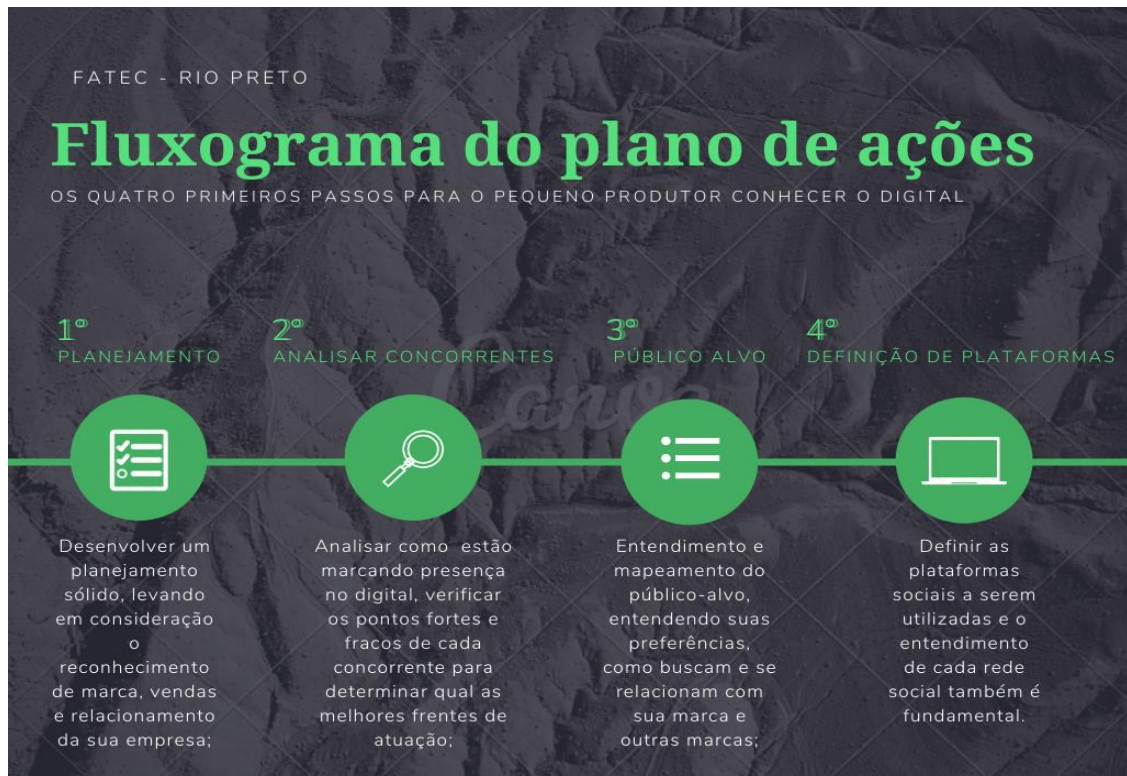 FATEC - RIO PRETO
Fluxograma do plano de ações
OS QUATRO PRIMEIROS PASSOS PARA O PEQUENO PRODUTOR CONHECER O DIGITAL
1º
PLANEJAMENTO
2º
ANALISAR CONCORRENTES
3º
PÚBLICO ALVO
4º
DEFINIÇÃO DE PLATAFORMAS
Canva
Desenvolver um
planejamento
sólido, levando
em consideração
o
reconhecimento
de marca, vendas
e relacionamento
da sua empresa;
Analisar como estão
marcando presença
no digital, verificar
os pontos fortes e
fracos de cada
concorrente para
determinar qual as
melhores frentes de
atuação;
Entendimento e
mapeamento do
público-alvo,
entendendo suas
preferências,
como buscam e se
relacionam com
sua marca e
outras marcas;
Definir as
plataformas
sociais a serem
utilizadas e o
entendimento
de cada rede
social também é
fundamental.